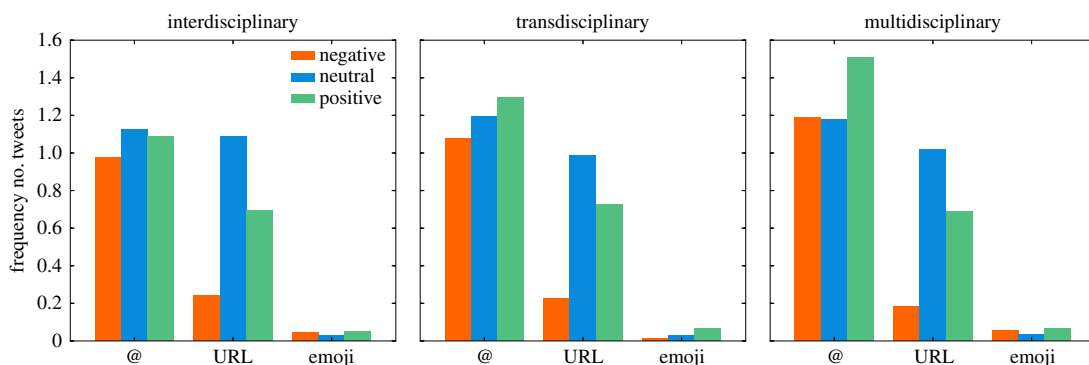 interdisciplinary
transdisciplinary
multidisciplinary
frequency no. tweets
1.6
1.4
1.2
1.0
0.8
0.6
0.4
0.2
0
negative
neutral
positive
@ URL emoji
@ URL emoji
@ URL emoji